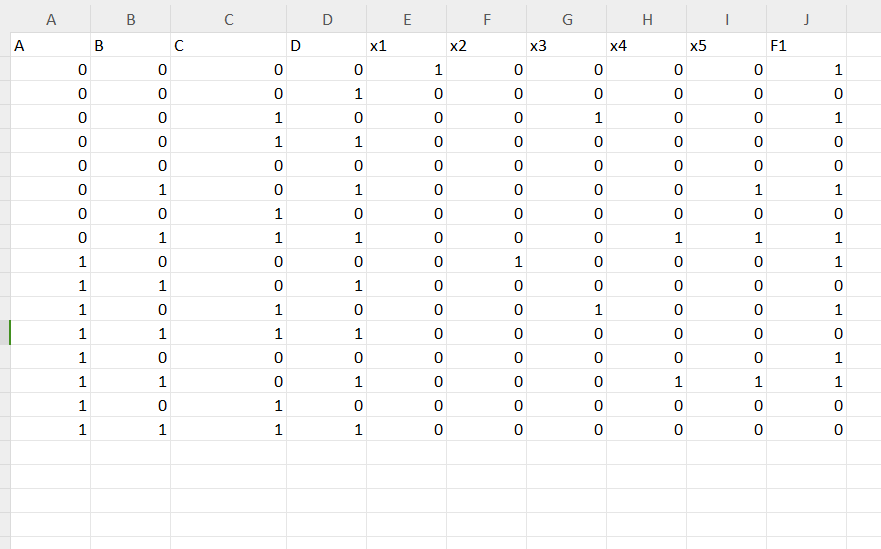 A B C D E F G H I J
A B C D x1 x2 x3 x4 x5 F1
0 0 0 0 1 0 0 0 0 1
0 0 0 1 0 0 0 0 0 0
0 0 1 0 0 0 1 0 0 1
0 0 1 1 0 0 0 0 0 0
0 0 0 0 0 0 0 0 0 0
0 1 0 1 0 0 0 0 1 1
0 0 1 0 0 0 0 0 0 0
0 1 1 1 0 0 0 1 1 1
1 0 0 0 0 1 0 0 0 1
1 1 0 1 0 0 0 0 0 0
1 0 1 0 0 0 1 0 0 1
1 1 1 1 0 0 0 0 0 0
1 0 0 0 0 0 0 0 0 1
1 1 0 1 0 0 0 1 1 1
1 0 1 0 0 0 0 0 0 0
1 1 1 1 0 0 0 0 0 0